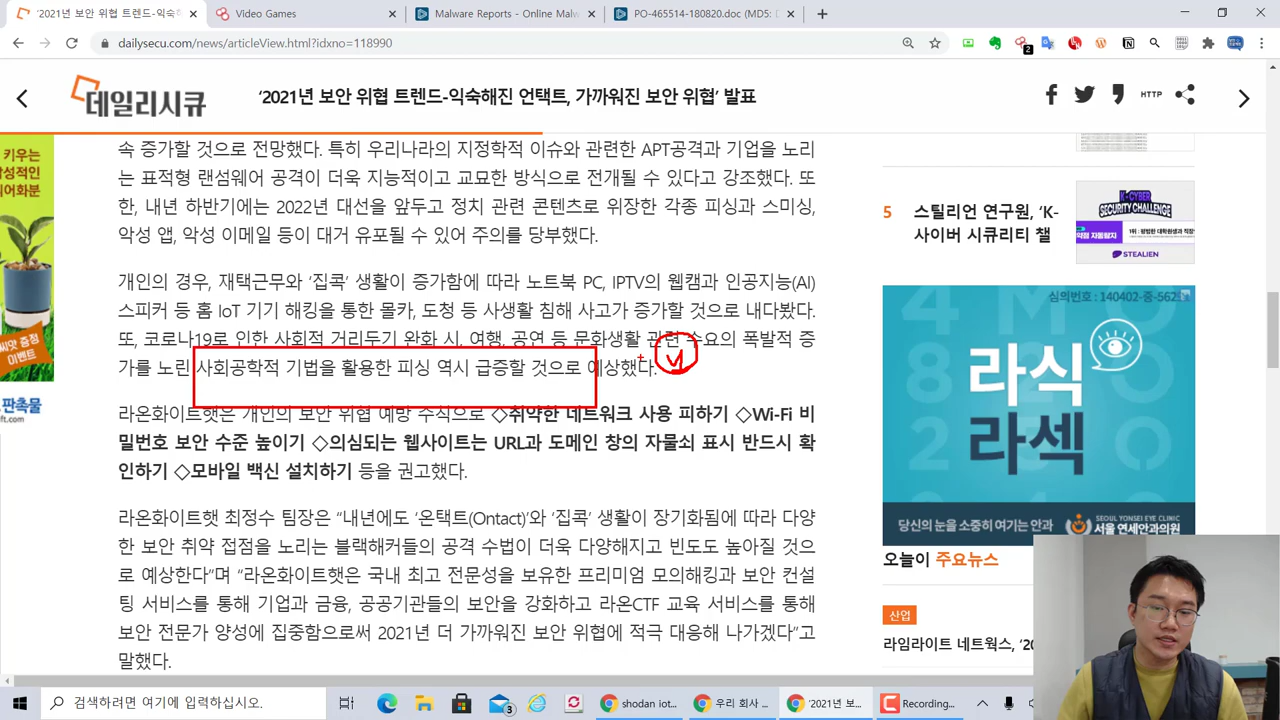 '2021년 보안 위협 트렌드-익숙
Video Games
Malware Reports - Online Malw
PO-465514-180820.doc (MD5:
dailysecu.com/news/articleView.html?idxno=118990
데일리시큐
'2021년 보안 위협 트렌드-익숙해진 언택트, 가까워진 보안 위협' 발표
HTTP
키우는
감성적인
티어화분
씨앗 증정
이벤트
판촉물
ft.com
속 증가할 것으로 전망했다. 특히 우리나라의 지정학적 이유와 관련한 APT공격과 기업을 노리
는 표적형 랜섬웨어 공격이 더욱 지능적이고 교묘한 방식으로 전개될 수 있다고 강조했다. 또
한, 내년 하반기에는 2022년 대선을 앞두고 정치 관련 콘텐츠로 위장한 각종 피싱과 스미싱,
악성 앱, 악성 이메일 등이 대거 유포될 수 있어 주의를 당부했다.
개인의 경우, 재택근무와 '집콕' 생활이 증가함에 따라 노트북 PC, IPTV의 웹캠과 인공지능(AI)
스피커 등 홈 IoT 기기 해킹을 통한 몰카, 도청 등 사생활 침해 사고가 증가할 것으로 내다봤다.
또, 코로나19로 인한 사회적 거리두기 완화 시, 여행, 공연 등 문화생활 관련 수요의 폭발적 증
가를 노린 사회공학적 기법을 활용한 피싱 역시 급증할 것으로 예상했다.
라온화이트햇은 개인의 보안 위협 예방 수식으로 ◇취약한 네트워크 사용 피하기 ◇Wi-Fi 비
밀번호 보안 수준 높이기 ◇의심되는 웹사이트는 URL과 도메인 창의 자물쇠 표시 반드시 확
인하기 ◇모바일 백신 설치하기 등을 권고했다.
라온화이트햇 최정수 팀장은 "내년에도 '온택트(Ontact)'와 '집콕' 생활이 장기화됨에 따라 다양
한 보안 취약 접점을 노리는 블랙해커들의 공격 수법이 더욱 다양해지고 빈도도 높아질 것으
로 예상한다"며 "라온화이트햇은 국내 최고 전문성을 보유한 프리미엄 모의해킹과 보안 컨설
팅 서비스를 통해 기업과 금융, 공공기관들의 보안을 강화하고 라온CTF 교육 서비스를 통해
보안 전문가 양성에 집중함으로써 2021년 더 가까워진 보안 위협에 적극 대응해 나가겠다"고
말했다.
5 스틸리언 연구원, 'K-
사이버 시큐리티 챌
K-CYBER
SECURITY CHALLENGE
STEALIEN
심의번호 : 140402-중-562
라식
라섹
당신의 눈을 소중히 여기는 안과
SEOUL YONSEI EYE CLINIC
서울 연세안과의원
오늘이 주요뉴스
산업
라임라이트 네트웍스, '20
검색하려면 여기에 입력하십시오.
3
shodan iot...
우리 회사 ...
'2021년 보...
Recording...